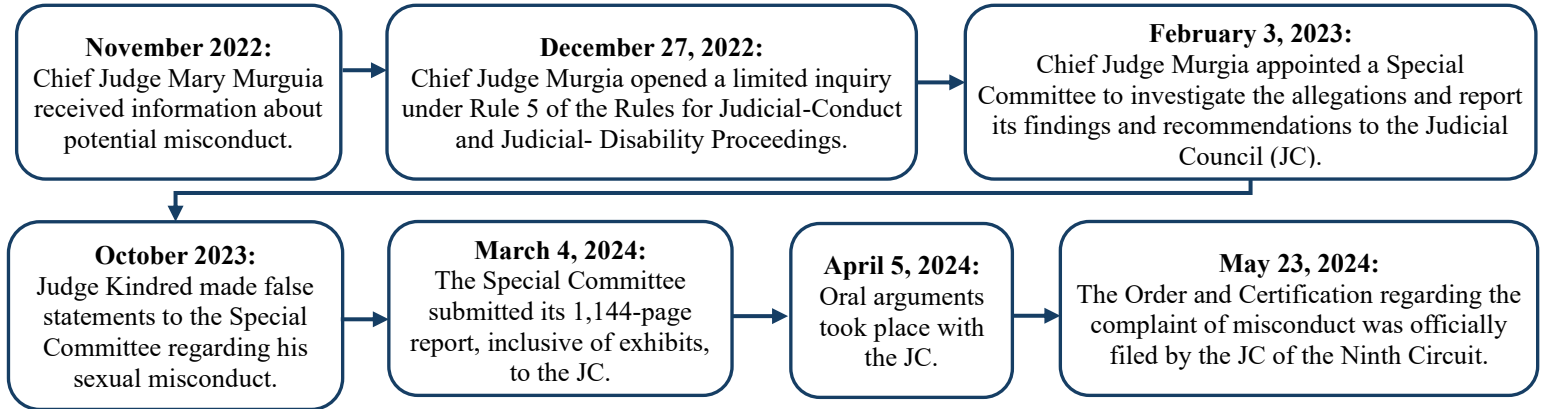 November 2022:
Chief Judge Mary Murguia
received information about
potential misconduct.
December 27, 2022:
Chief Judge Murgia opened a limited inquiry
under Rule 5 of the Rules for Judicial-Conduct
and Judicial- Disability Proceedings.
February 3, 2023:
Chief Judge Murgia appointed a Special
Committee to investigate the allegations and report
its findings and recommendations to the Judicial
Council (JC).
October 2023:
Judge Kindred made false
statements to the Special
Committee regarding his
sexual misconduct.
March 4, 2024:
The Special Committee
submitted its 1,144-page
report, inclusive of exhibits,
to the JC.
April 5, 2024:
Oral arguments
took place with
the JC.
May 23, 2024:
The Order and Certification regarding the
complaint of misconduct was officially
filed by the JC of the Ninth Circuit.